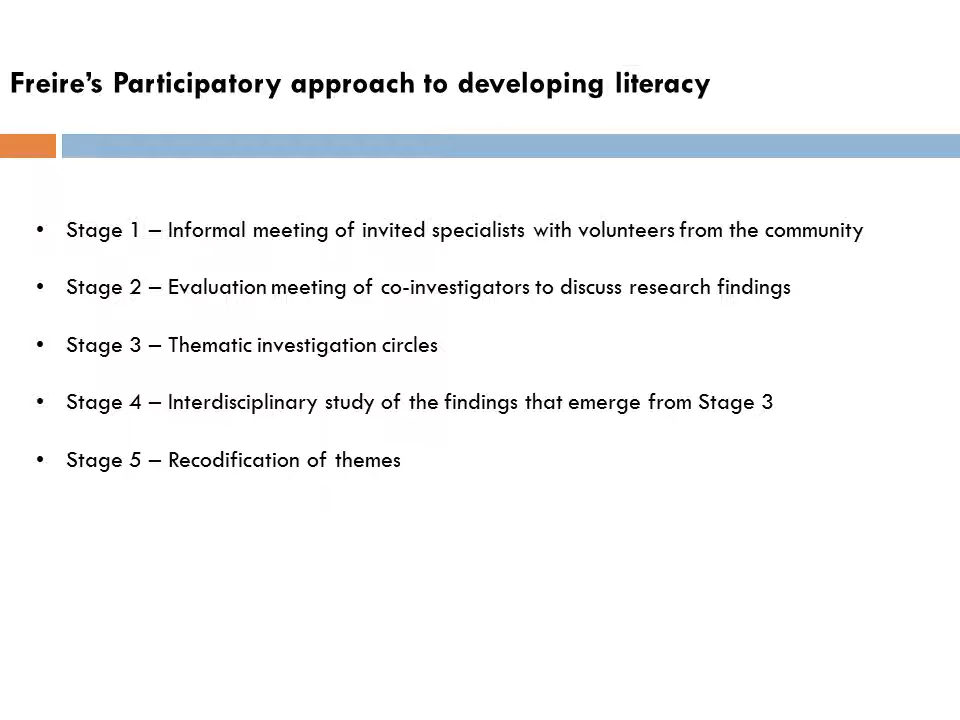 Freire’s Participatory approach to developing literacy
• Stage 1 – Informal meeting of invited specialists with volunteers from the community
• Stage 2 – Evaluation meeting of co-investigators to discuss research findings
• Stage 3 – Thematic investigation circles
• Stage 4 – Interdisciplinary study of the findings that emerge from Stage 3
• Stage 5 – Recodification of themes